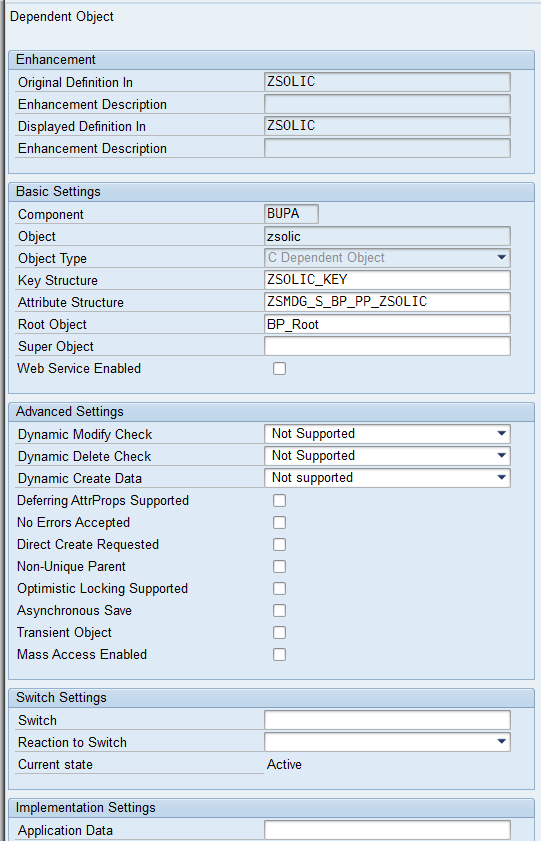 Dependent Object
Enhancement
Original Definition In ZSOLIC
Enhancement Description
Displayed Definition In ZSOLIC
Enhancement Description
Basic Settings
Component BUPA
Object zsolic
Object Type C Dependent Object
Key Structure ZSOLIC_KEY
Attribute Structure ZSMDG_S_BP_PP_ZSOLIC
Root Object BP_Root
Super Object
Web Service Enabled
Advanced Settings
Dynamic Modify Check Not Supported
Dynamic Delete Check Not Supported
Dynamic Create Data Not supported
Deferring AttrProps Supported
No Errors Accepted
Direct Create Requested
Non-Unique Parent
Optimistic Locking Supported
Asynchronous Save
Transient Object
Mass Access Enabled
Switch Settings
Switch
Reaction to Switch
Current state Active
Implementation Settings
Application Data